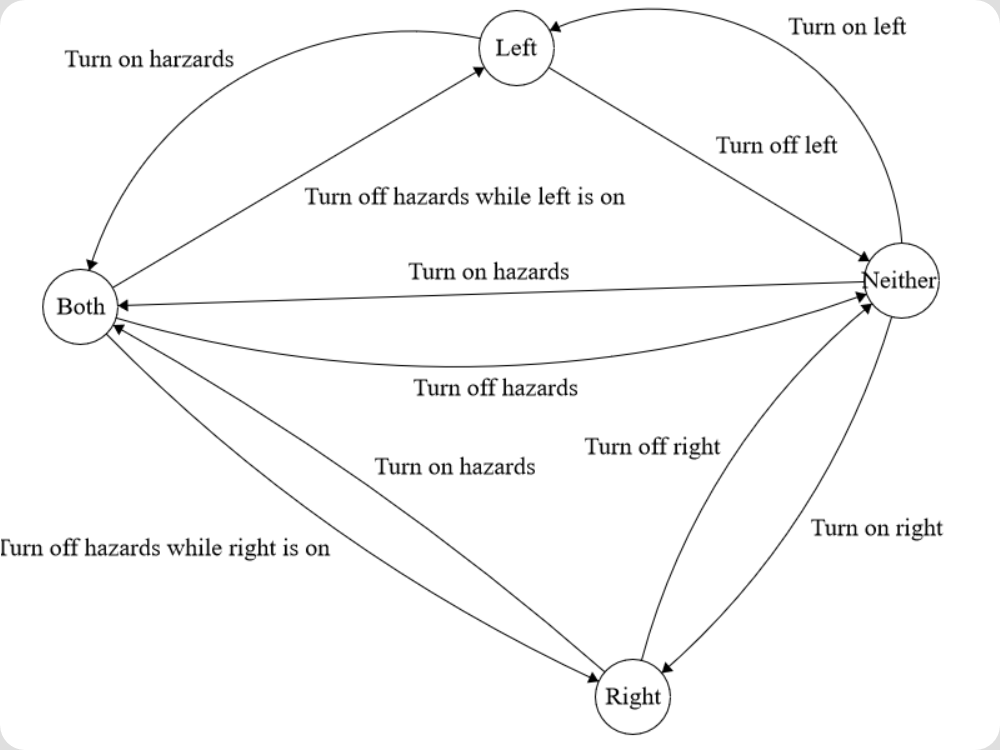 Left
Turn on left
Turn on harzards
Turn off left
Turn off hazards while left is on
Turn on hazards
Neither
Both
Turn off hazards
Turn off right
Turn on hazards
Turn on right
Turn off hazards while right is on
Right